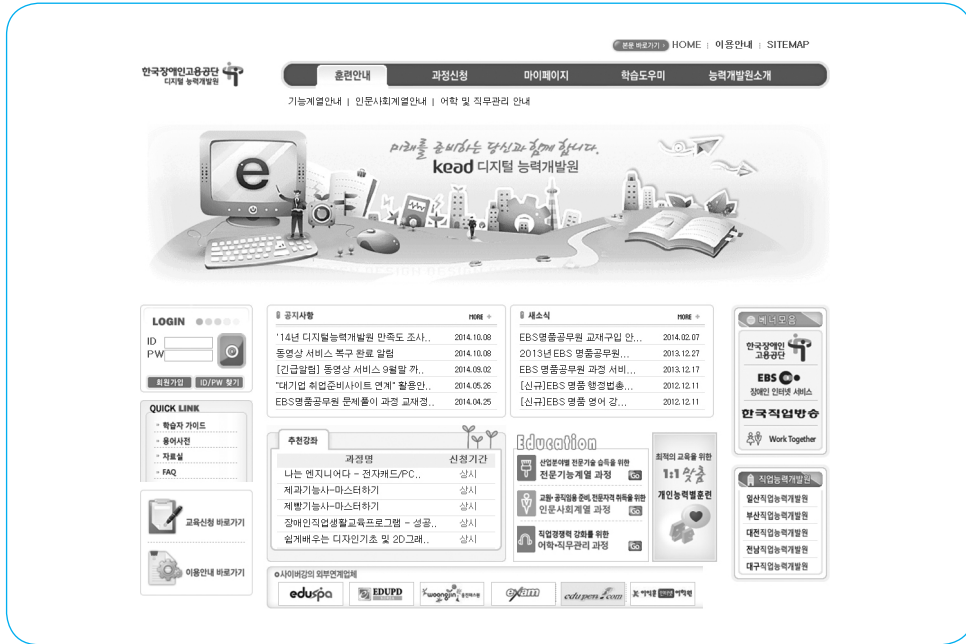 본문 바로가기 HOME | 이용안내 | SITEMAP
한국장애인고용공단
디지털 능력개발원
훈련안내 과정신청 마이페이지 학습도우미 능력개발원소개
기능계열안내 | 인문사회계열안내 | 어학 및 직무관리 안내
미래를 준비하는 당신과 함께 합니다.
kead 디지털 능력개발원
e
LOGIN
ID
PW
회원가입 ID/PW 찾기
QUICK LINK
학습자 가이드
용어사전
자료실
FAQ
교육신청 바로가기
이용안내 바로가기
공지사항 MORE +
'14년 디지털능력개발원 만족도 조사.. 2014.10.08
동영상 서비스 복구 완료 알림 2014.10.08
[긴급알림] 동영상 서비스 9월말 까.. 2014.09.02
"대기업 취업준비사이트 연계" 활용안.. 2014.05.26
EBS명품공무원 문제풀이 과정 교재정.. 2014.04.25
새소식 MORE +
EBS명품공무원 교재구입 안... 2014.02.07
2013년 EBS 명품공무원... 2013.12.27
EBS 명품공무원 과정 서비... 2013.12.17
[신규]EBS 명품 행정법총... 2012.12.11
[신규]EBS 명품 영어 강... 2012.12.11
추천강좌
과정명 신청기간
나는 엔지니어다 - 전자캐드/PC.. 상시
제과기능사-마스터하기 상시
제빵기능사-마스터하기 상시
장애인직업생활교육프로그램 - 성공.. 상시
쉽게배우는 디자인기초 및 2D그래.. 상시
Education
산업분야별 전문기술 습득을 위한
전문기능계열 과정 Go
교원·공직임용 준비, 전문자격 취득을 위한
인문사회계열 과정 Go
직업경쟁력 강화를 위한
어학·직무관리 과정 Go
최적의 교육을 위한
1:1 맞춤
개인능력별훈련
베너모음
한국장애인
고용공단
EBS
장애인 인터넷 서비스
한국직업방송
Work Together
직업능력개발원
일산직업능력개발원
부산직업능력개발원
대전직업능력개발원
전남직업능력개발원
대구직업능력개발원
사이버강의 외부연계업체
eduspa EDUPD woongjin 웅진패스원 exam edupen.com